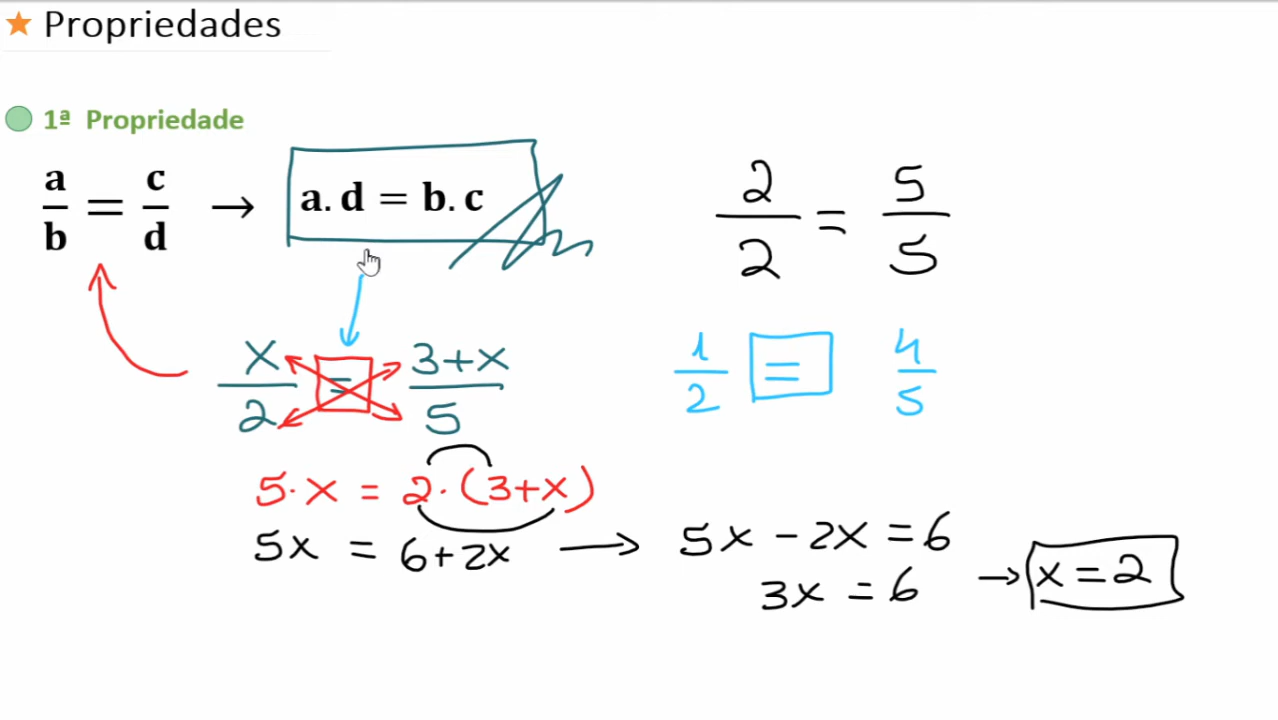 Propriedades
1ª Propriedade
a/b = c/d → a.d = b.c
2/2 = 5/5
x/2 = 3+x/5
1/2 = 4/5
5·x = 2·(3+x)
5x = 6+2x → 5x - 2x = 6
3x = 6 → x = 2